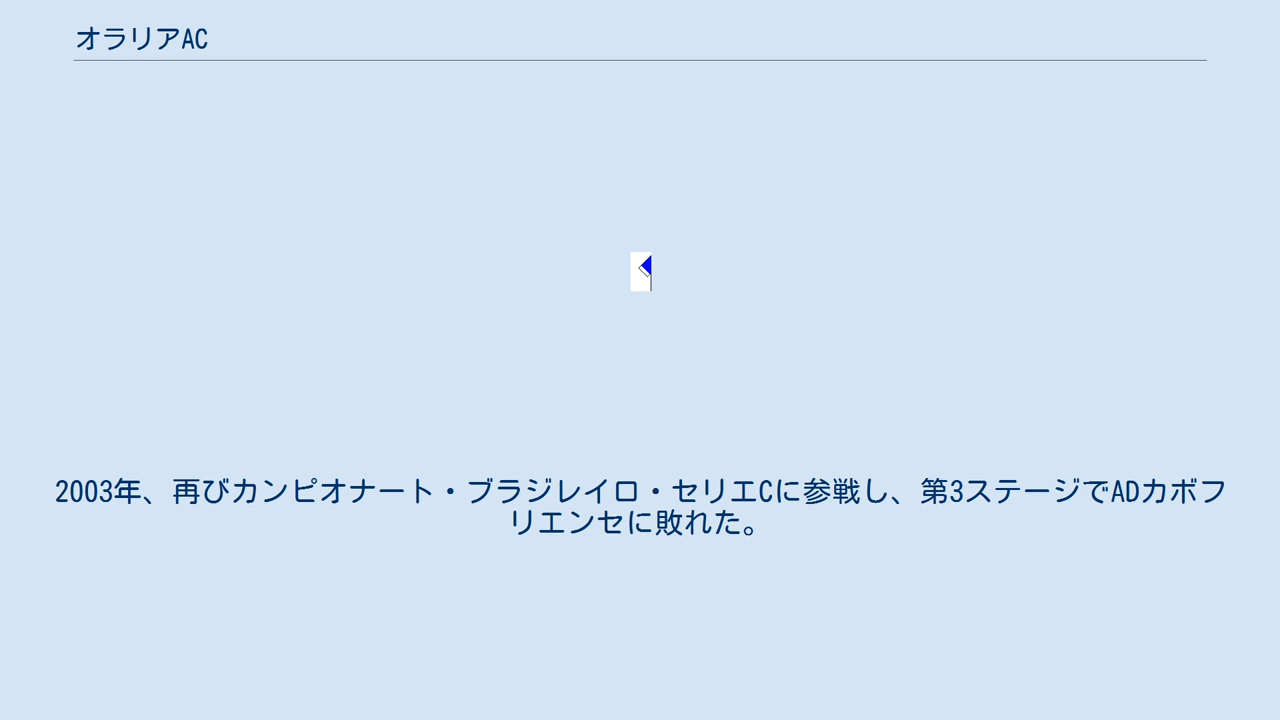 オラリアAC
2003年、再びカンピオナート・ブラジレイロ・セリエCに参戦し、第3ステージでADカボフ
リエンセに敗れた。